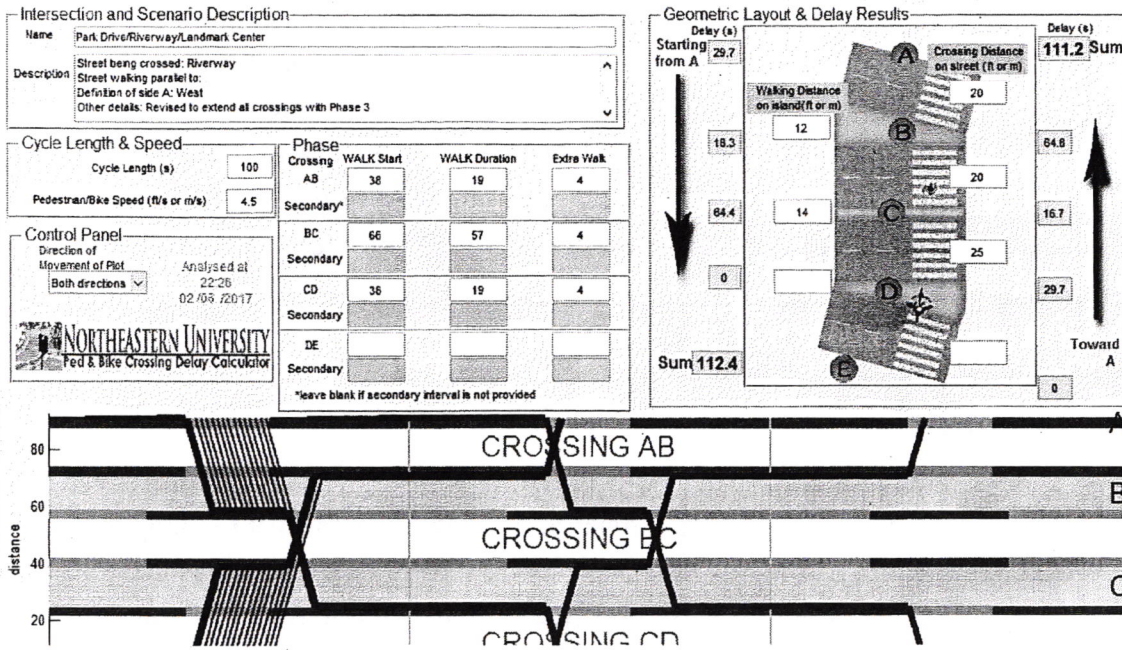 Intersection and Scenario Description
Name Park Drive/Riverway/Landmark Center
Description Street being crossed: Riverway
Street walking parallel to:
Definition of side A: West
Other details: Revised to extend all crossings with Phase 3
Cycle Length & Speed
Cycle Length (s) 100
Pedestrian/Bike Speed (ft/s or m/s) 4.5
Control Panel
Direction of
Movement of Plot
Both directions
Analysed at
22:26
NORTHEASTERN UNIVERSITY
Ped & Bike Crossing Delay Calculator
Phase
Crossing WALK Start WALK Duration Extra Walk
AB 38 19 4
Secondary*
BC 66 57 4
Secondary
CD 38 19 4
Secondary
DE
Secondary
*leave blank if secondary interval is not provided
Geometric Layout & Delay Results
Delay (s)
Starting
from A
29.7
18.3
64.4
0
Sum 112.4
Walking Distance
on island(ft or m)
12
14
A
B
C
D
E
Crossing Distance
on street (ft or m)
20
20
25
Delay (s)
111.2 Sum
64.8
16.7
29.7
Toward
A
0
distance
80
60
40
20
CROSSING AB
CROSSING BC
CROSSING CD
A
B
C